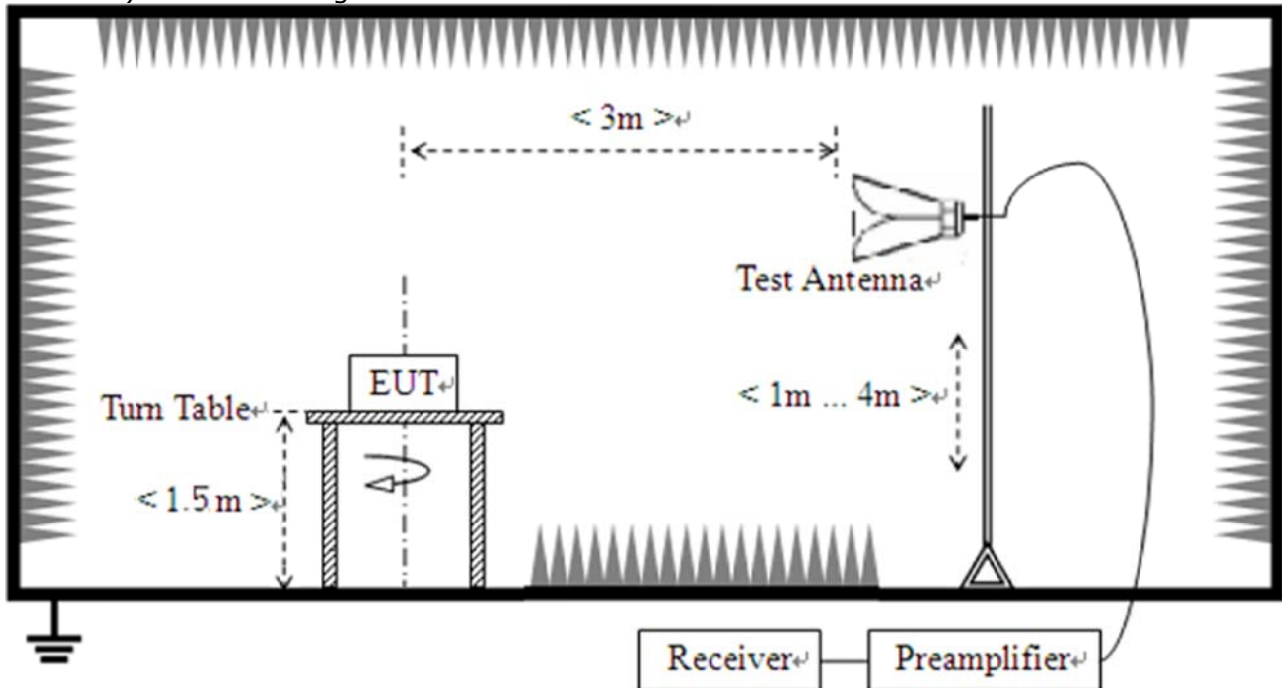 < 3m >↵
Test Antenna↵
EUT↵
Turn Table↵
< 1m ... 4m >↵
< 1.5 m >↵
Receiver↵
Preamplifier↵